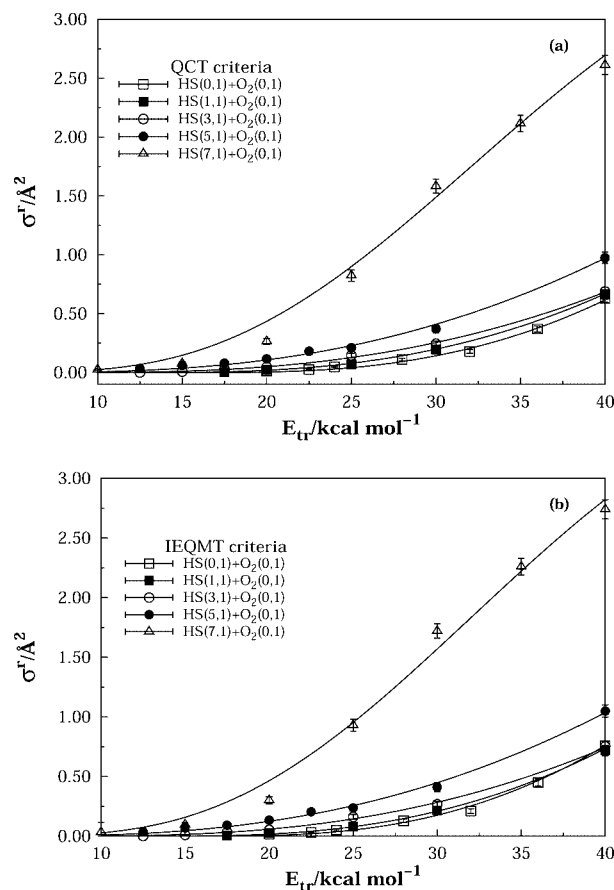 (a)
QCT criteria
HS(0,1)+O₂(0,1)
HS(1,1)+O₂(0,1)
HS(3,1)+O₂(0,1)
HS(5,1)+O₂(0,1)
HS(7,1)+O₂(0,1)
σʳ/Å²
3.00
2.50
2.00
1.50
1.00
0.50
0.00
10 15 20 25 30 35 40
Eₜᵣ/kcal mol⁻¹
(b)
IEQMT criteria
HS(0,1)+O₂(0,1)
HS(1,1)+O₂(0,1)
HS(3,1)+O₂(0,1)
HS(5,1)+O₂(0,1)
HS(7,1)+O₂(0,1)
σʳ/Å²
3.00
2.50
2.00
1.50
1.00
0.50
0.00
10 15 20 25 30 35 40
Eₜᵣ/kcal mol⁻¹